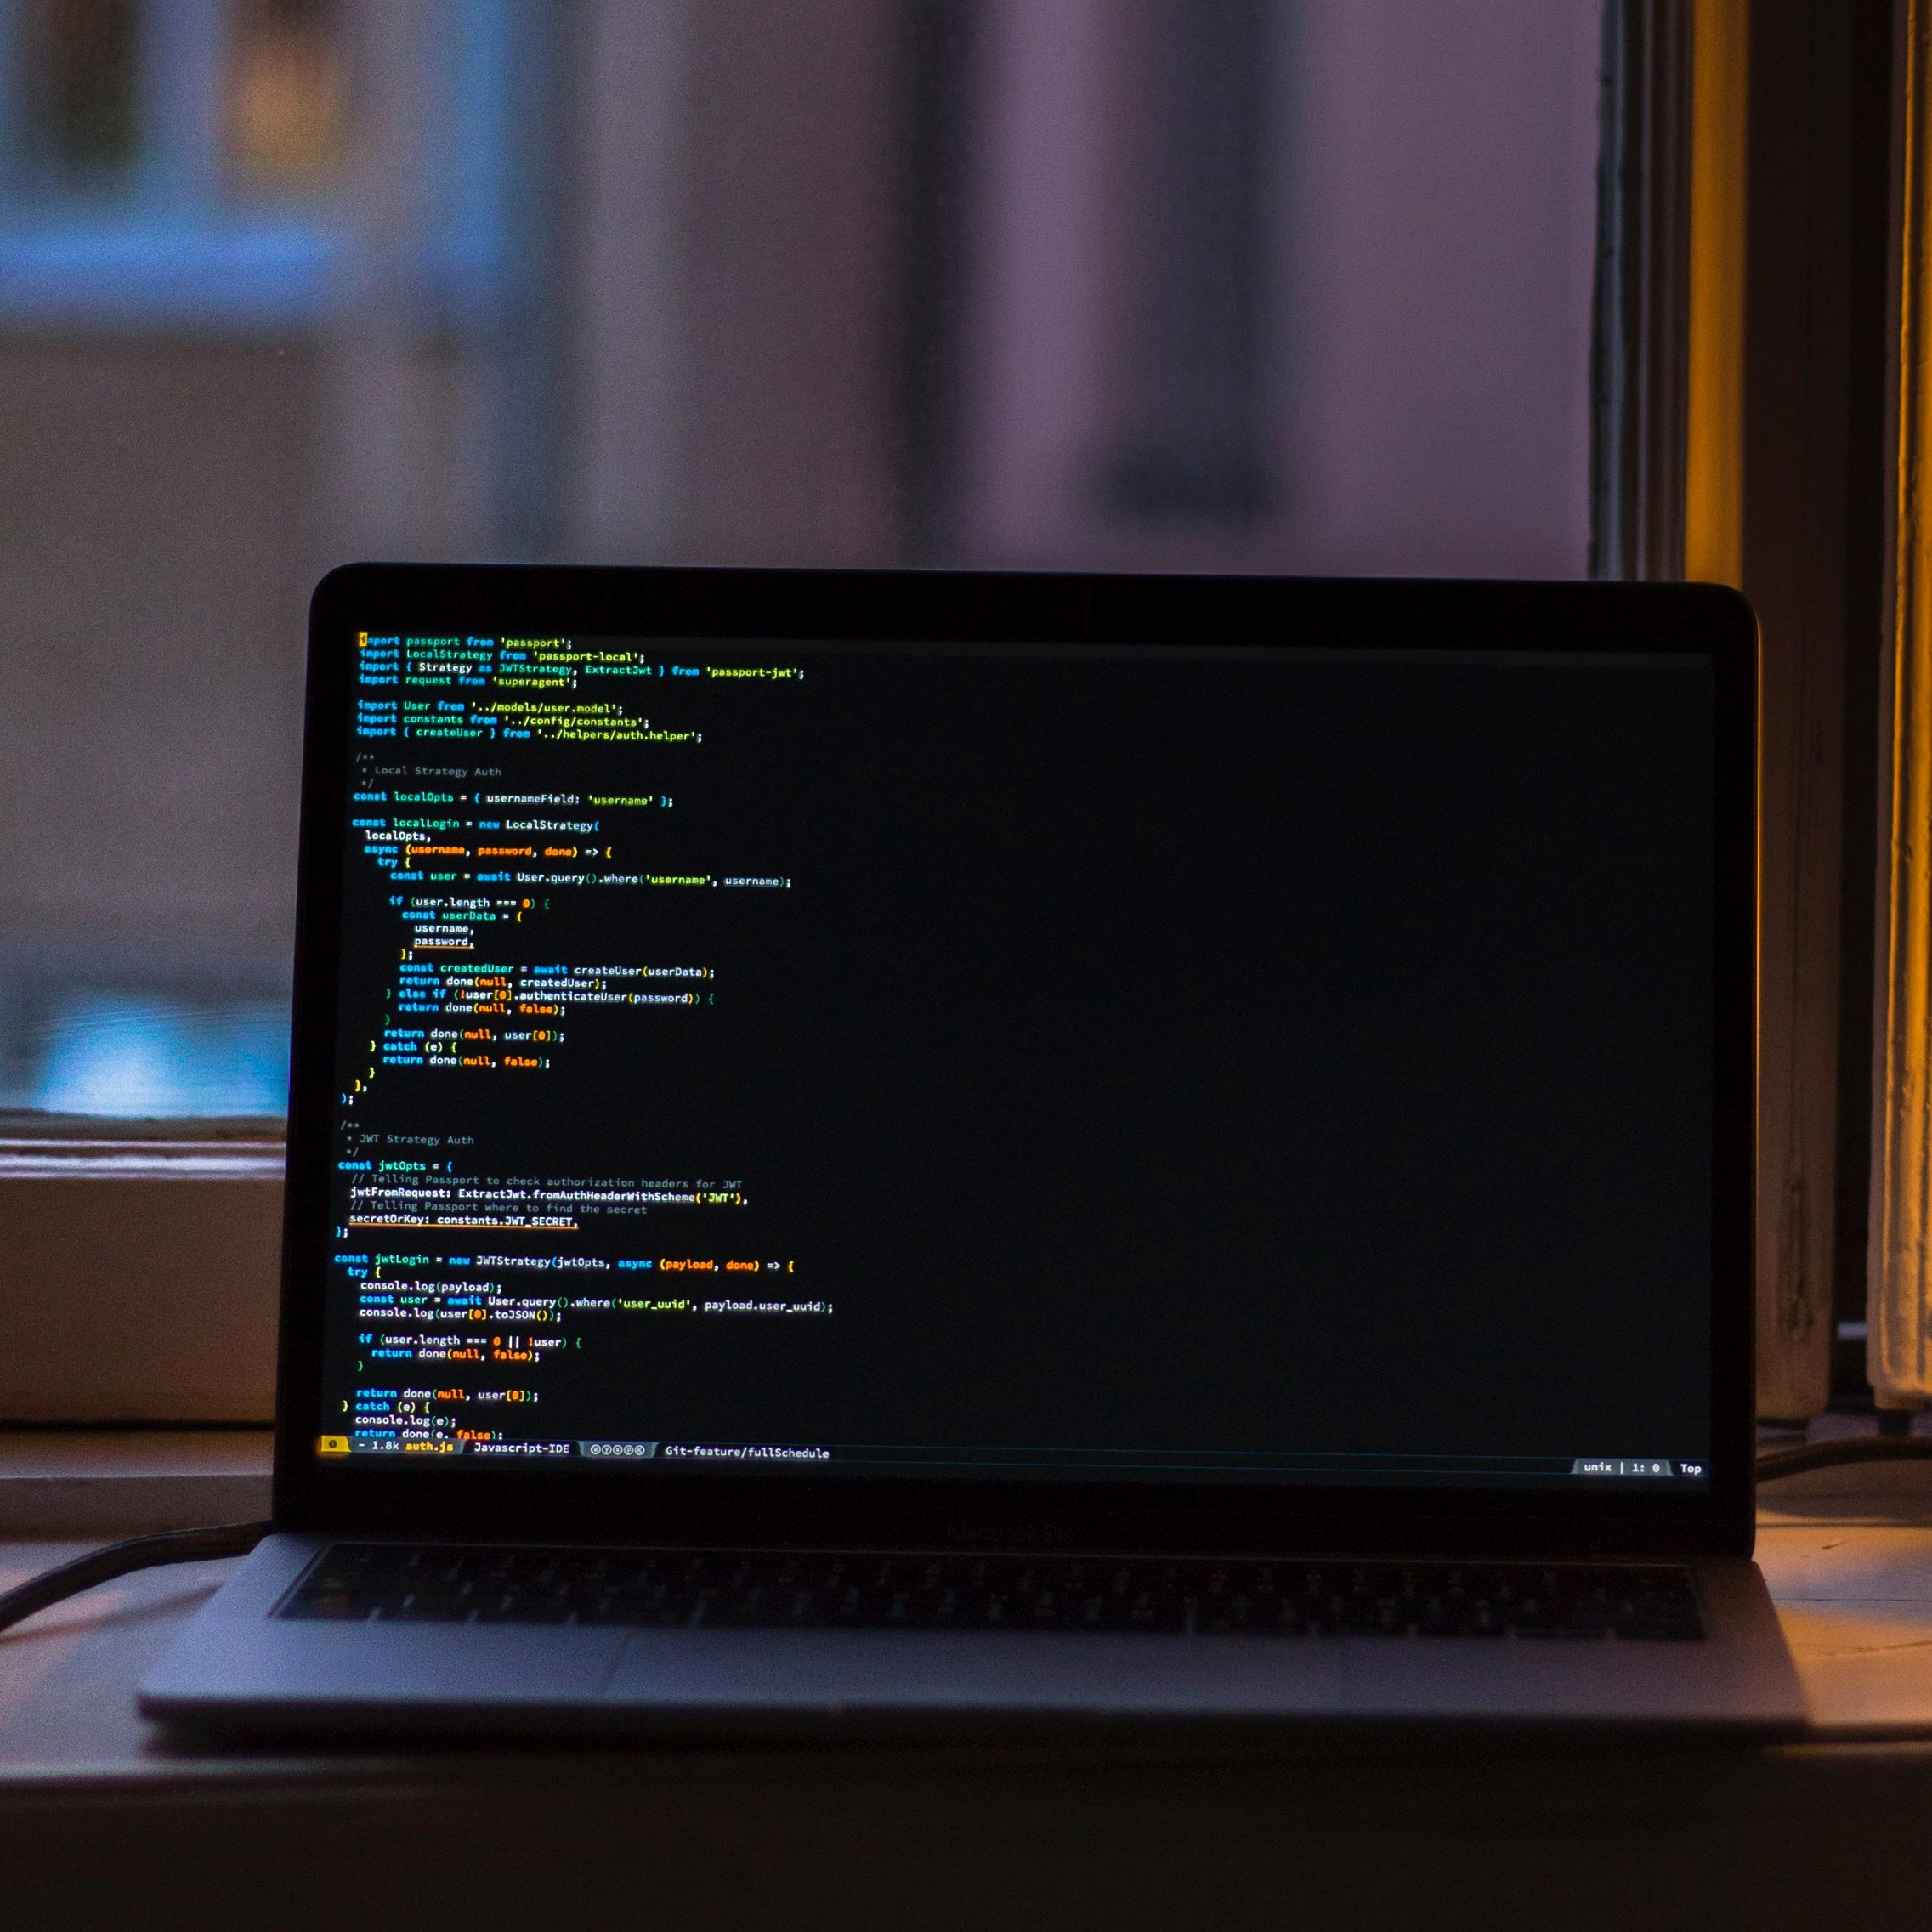 import passport from 'passport';
import LocalStrategy from 'passport-local';
import { Strategy as JWTStrategy, ExtractJwt } from 'passport-jwt';
import request from 'superagent';
import User from '../models/user.model';
import constants from '../config/constants';
import { createUser } from '../helpers/auth.helper';
/**
* Local Strategy Auth
*/
const localOpts = { usernameField: 'username' };
const localLogin = new LocalStrategy(
localOpts,
async (username, password, done) => {
try {
const user = await User.query().where('username', username);
if (user.length === 0) {
const userData = {
username,
password,
};
const createdUser = await createUser(userData);
return done(null, createdUser);
} else if (!user[0].authenticateUser(password)) {
return done(null, false);
}
return done(null, user[0]);
} catch (e) {
return done(null, false);
}
},
);
/**
* JWT Strategy Auth
*/
const jwtOpts = {
// Telling Passport to check authorization headers for JWT
jwtFromRequest: ExtractJwt.fromAuthHeaderWithScheme('JWT'),
// Telling Passport where to find the secret
secretOrKey: constants.JWT_SECRET,
};
const jwtLogin = new JWTStrategy(jwtOpts, async (payload, done) => {
try {
console.log(payload);
const user = await User.query().where('user_uuid', payload.user_uuid);
console.log(user[0].toJSON());
if (user.length === 0 || !user) {
return done(null, false);
}
return done(null, user[0]);
} catch (e) {
console.log(e);
return done(e, false);
- 1.8k auth.js Javascript-IDE Git-feature/fullSchedule unix | 1: 0 Top